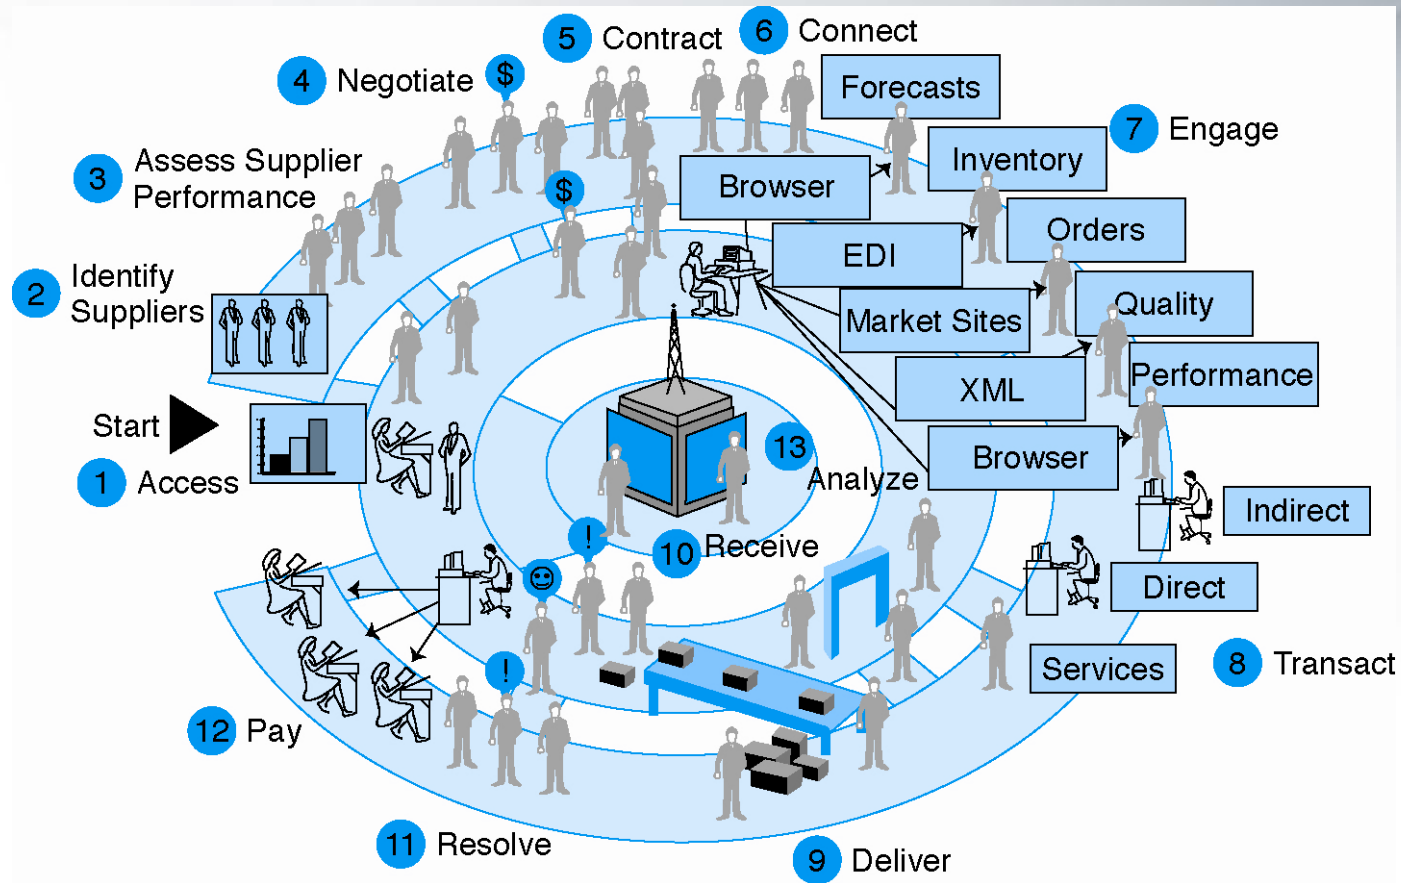 5 Contract
6 Connect
4 Negotiate
$
Forecasts
7 Engage
3 Assess Supplier
Performance
Inventory
Browser
$
Orders
EDI
2 Identify
Suppliers
Quality
Market Sites
Performance
XML
Start
13 Analyze
Browser
1 Access
Indirect
!
10 Receive
Direct
Services
8 Transact
!
12 Pay
11 Resolve
9 Deliver